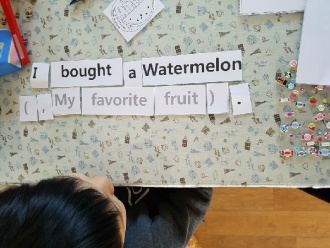 I bought a Watermelon
( , My favorite fruit ) .